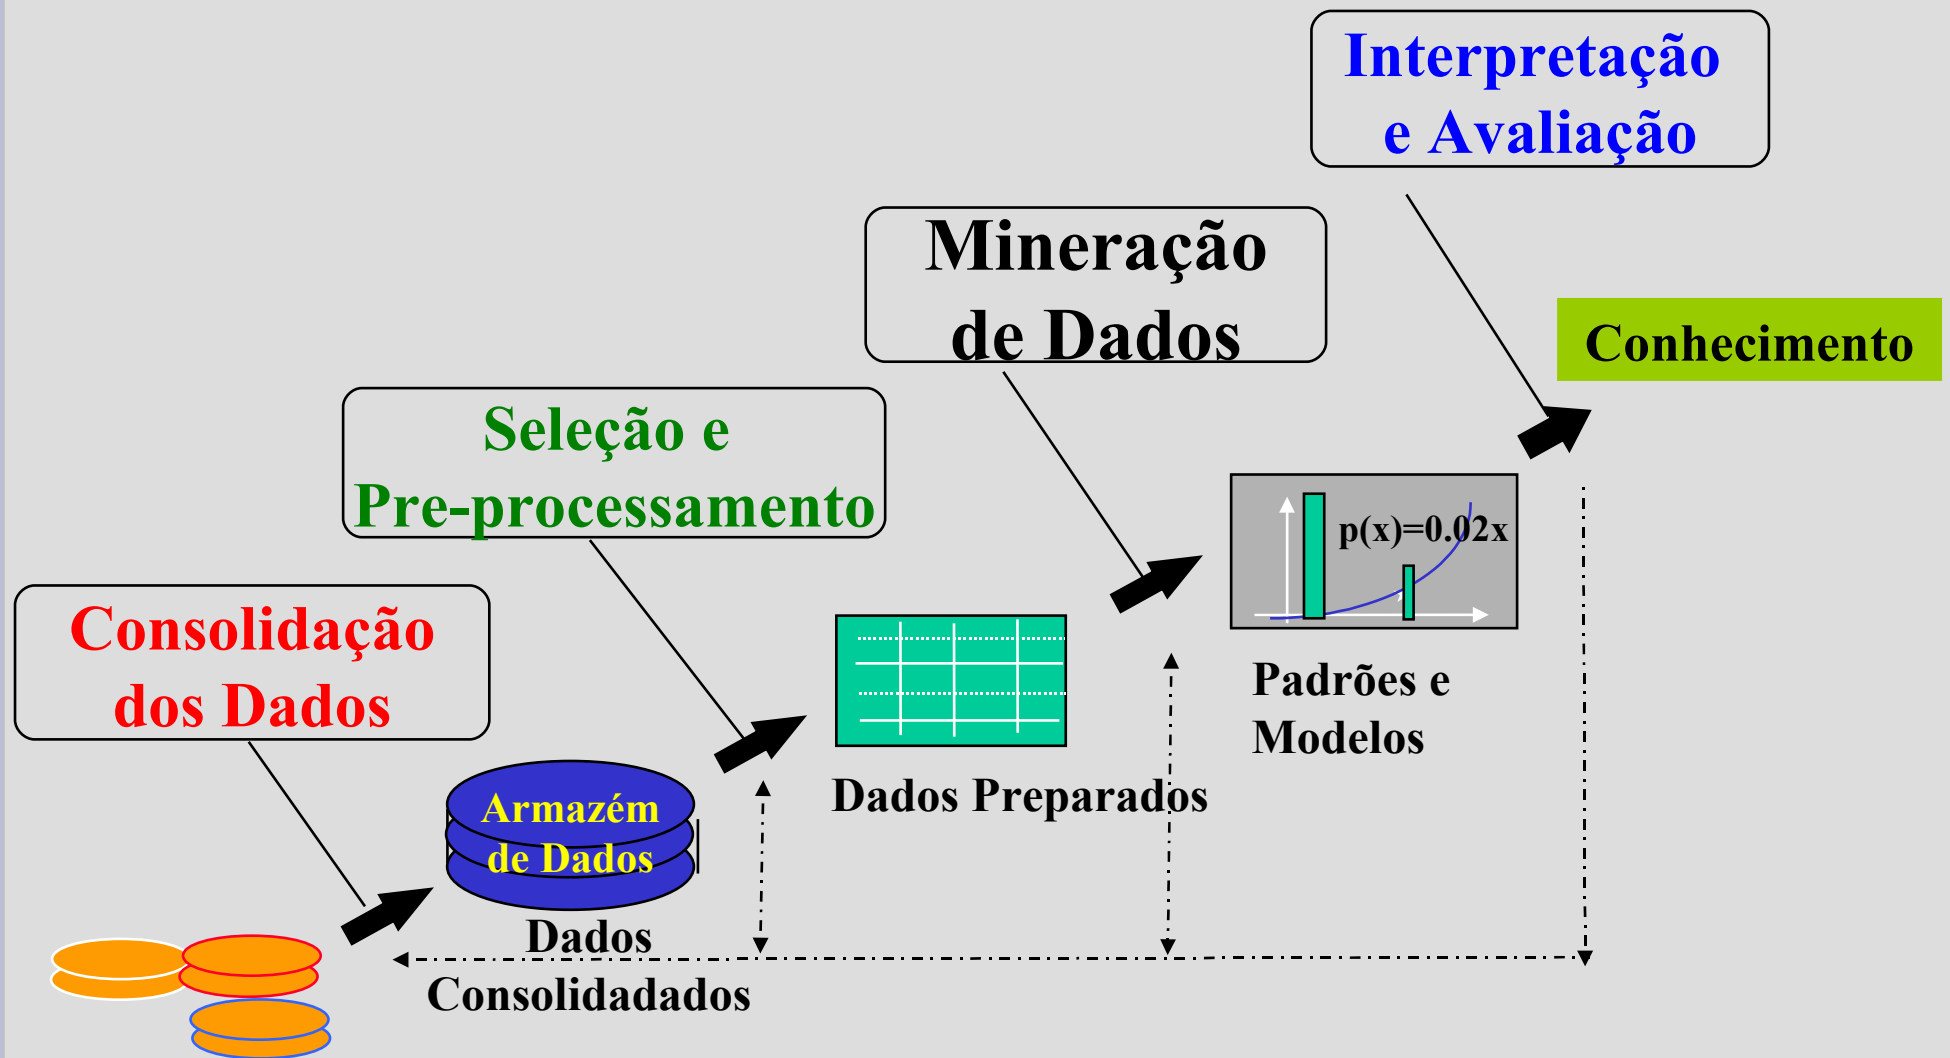 Interpretação
e Avaliação
Mineração
de Dados
Conhecimento
Seleção e
Pre-processamento
p(x)=0.02x
Consolidação
dos Dados
Padrões e
Modelos
Dados Preparados
Armazém
de Dados
Dados
Consolidadados